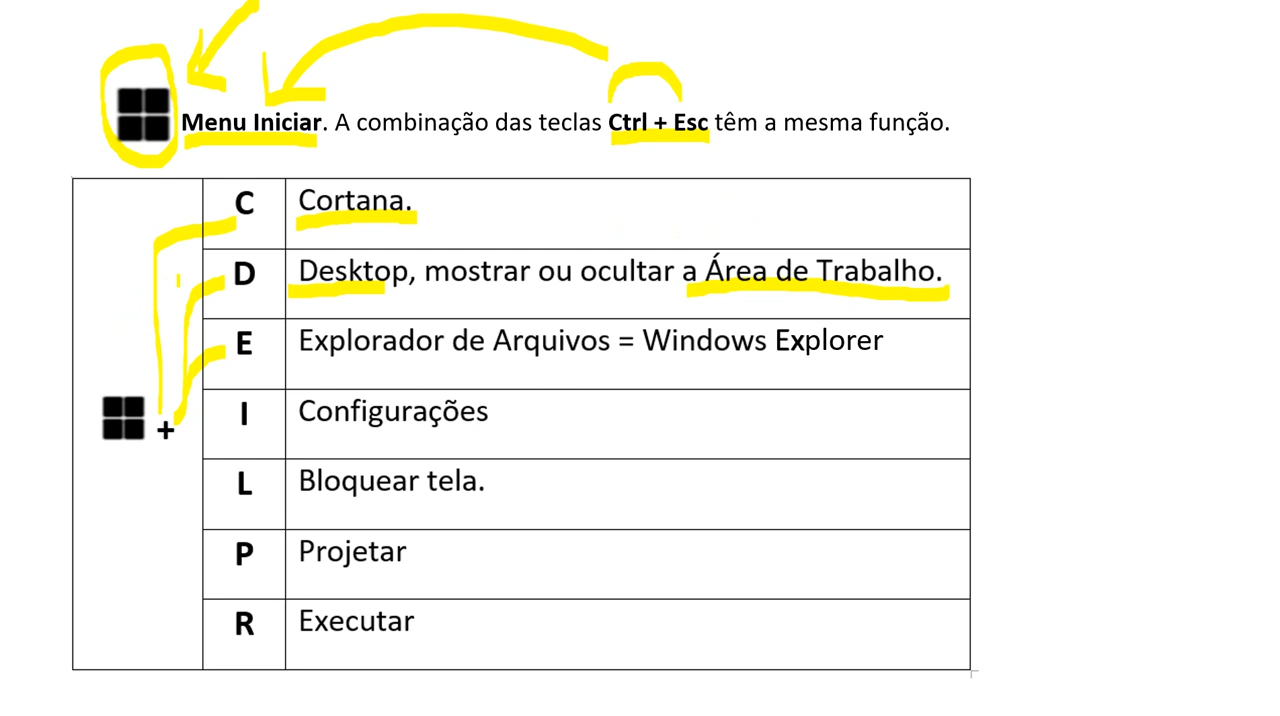 Menu Iniciar. A combinação das teclas Ctrl + Esc têm a mesma função.
C Cortana.
D Desktop, mostrar ou ocultar a Área de Trabalho.
E Explorador de Arquivos = Windows Explorer
I Configurações
+
L Bloquear tela.
P Projetar
R Executar